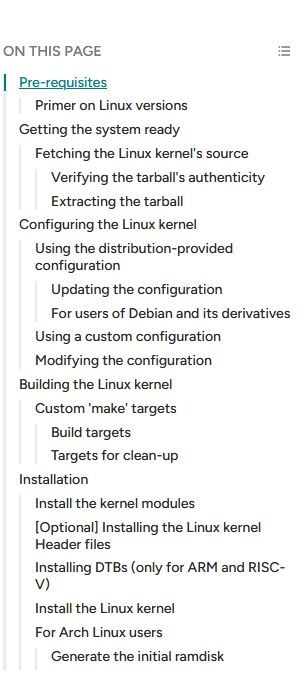 ON THIS PAGE
Pre-requisites
Primer on Linux versions
Getting the system ready
Fetching the Linux kernel's source
Verifying the tarball's authenticity
Extracting the tarball
Configuring the Linux kernel
Using the distribution-provided
configuration
Updating the configuration
For users of Debian and its derivatives
Using a custom configuration
Modifying the configuration
Building the Linux kernel
Custom 'make' targets
Build targets
Targets for clean-up
Installation
Install the kernel modules
[Optional] Installing the Linux kernel
Header files
Installing DTBs (only for ARM and RISC-
V)
Install the Linux kernel
For Arch Linux users
Generate the initial ramdisk